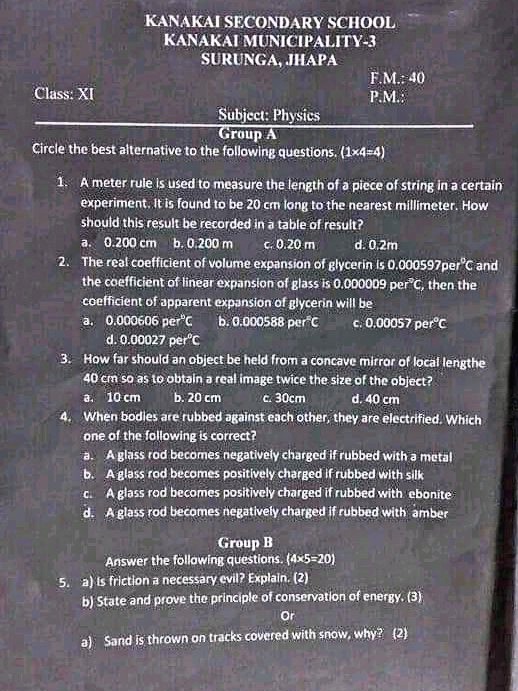 KANAKAI SECONDARY SCHOOL
KANAKAI MUNICIPALITY-3
SURUNGA, JHAPA
F.M.: 40
Class: XI
P.M.:
Subject: Physics
Group A
Circle the best alternative to the following questions. (1×4=4)
1. A meter rule is used to measure the length of a piece of string in a certain
experiment. It is found to be 20 cm long to the nearest millimeter. How
should this result be recorded in a table of result?
a. 0.200 cm b. 0.200 m c. 0.20 m d. 0.2m
2. The real coefficient of volume expansion of glycerin is 0.000597per°C and
the coefficient of linear expansion of glass is 0.000009 per°C, then the
coefficient of apparent expansion of glycerin will be
a. 0.000606 per°C b. 0.000588 per°C c. 0.00057 per°C
d. 0.00027 per°C
3. How far should an object be held from a concave mirror of local lengthe
40 cm so as to obtain a real image twice the size of the object?
a. 10 cm b. 20 cm c. 30cm d. 40 cm
4. When bodies are rubbed against each other, they are electrified. Which
one of the following is correct?
a. A glass rod becomes negatively charged if rubbed with a metal
b. A glass rod becomes positively charged if rubbed with silk
c. A glass rod becomes positively charged if rubbed with ebonite
d. A glass rod becomes negatively charged if rubbed with amber
Group B
Answer the following questions. (4×5=20)
5. a) Is friction a necessary evil? Explain. (2)
b) State and prove the principle of conservation of energy. (3)
Or
a) Sand is thrown on tracks covered with snow, why? (2)